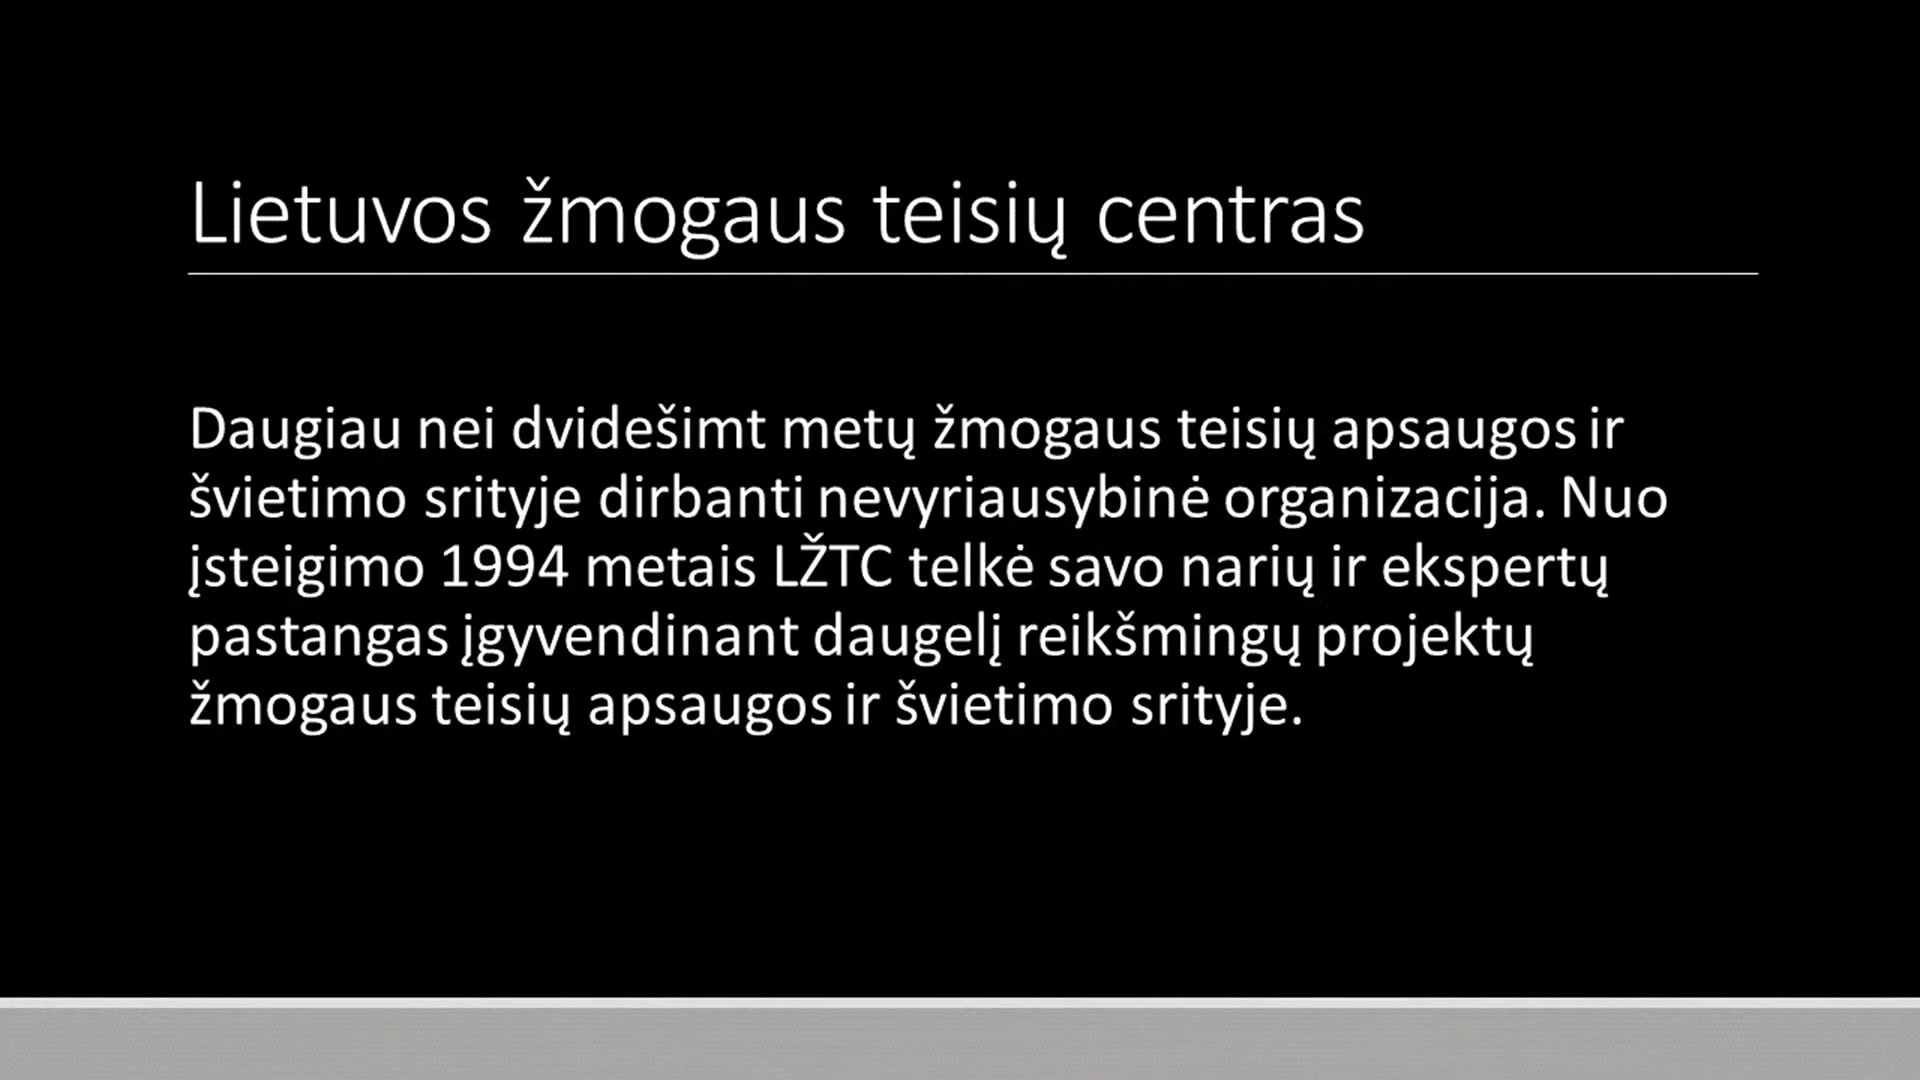 Lietuvos žmogaus teisių centras
Daugiau nei dvidešimt metų žmogaus teisių apsaugos ir
švietimo srityje dirbanti nevyriausybinė organizacija. Nuo
įsteigimo 1994 metais LŽTC telkė savo narių ir ekspertų
pastangas įgyvendinant daugelį reikšmingų projektų
žmogaus teisių apsaugos ir švietimo srityje.